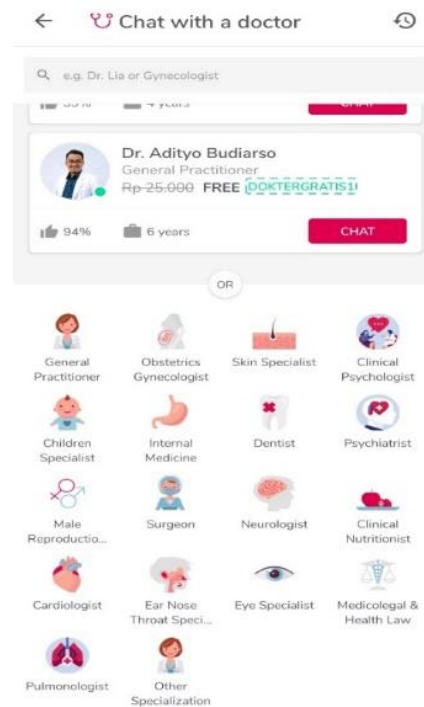 Chat with a doctor
e.g. Dr. Lia or Gynecologist
4 years
CHAT
Dr. Adityo Budiarso
General Practitioner
Rp 25.000 FREE DOKTERGRATIS1
94% 6 years CHAT
OR
General Practitioner
Obstetrics Gynecologist
Skin Specialist
Clinical Psychologist
Children Specialist
Internal Medicine
Dentist
Psychiatrist
Male Reproductio...
Surgeon
Neurologist
Clinical Nutritionist
Cardiologist
Ear Nose Throat Speci...
Eye Specialist
Medicolegal & Health Law
Pulmonologist
Other Specialization